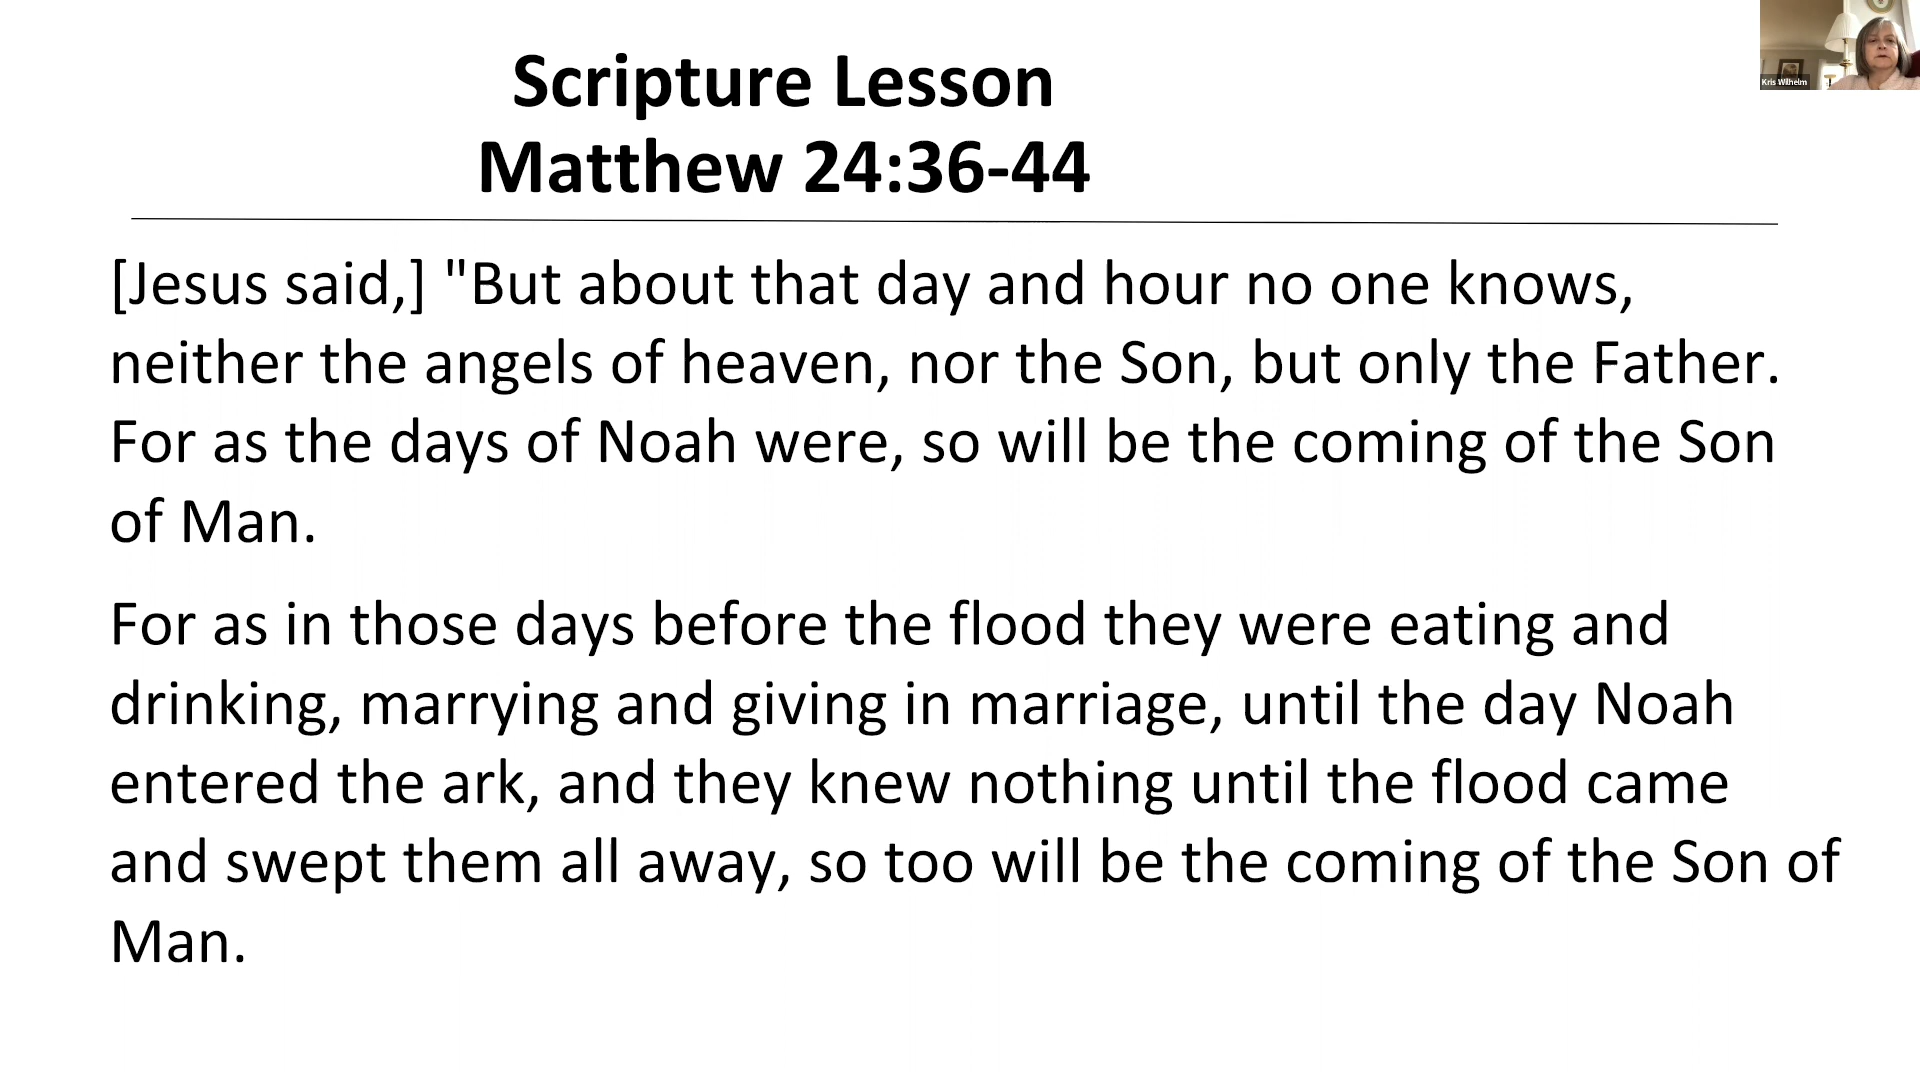 Scripture Lesson
Matthew 24:36-44
Kris Wilhelm
[Jesus said,] "But about that day and hour no one knows,
neither the angels of heaven, nor the Son, but only the Father.
For as the days of Noah were, so will be the coming of the Son
of Man.
For as in those days before the flood they were eating and
drinking, marrying and giving in marriage, until the day Noah
entered the ark, and they knew nothing until the flood came
and swept them all away, so too will be the coming of the Son of
Man.